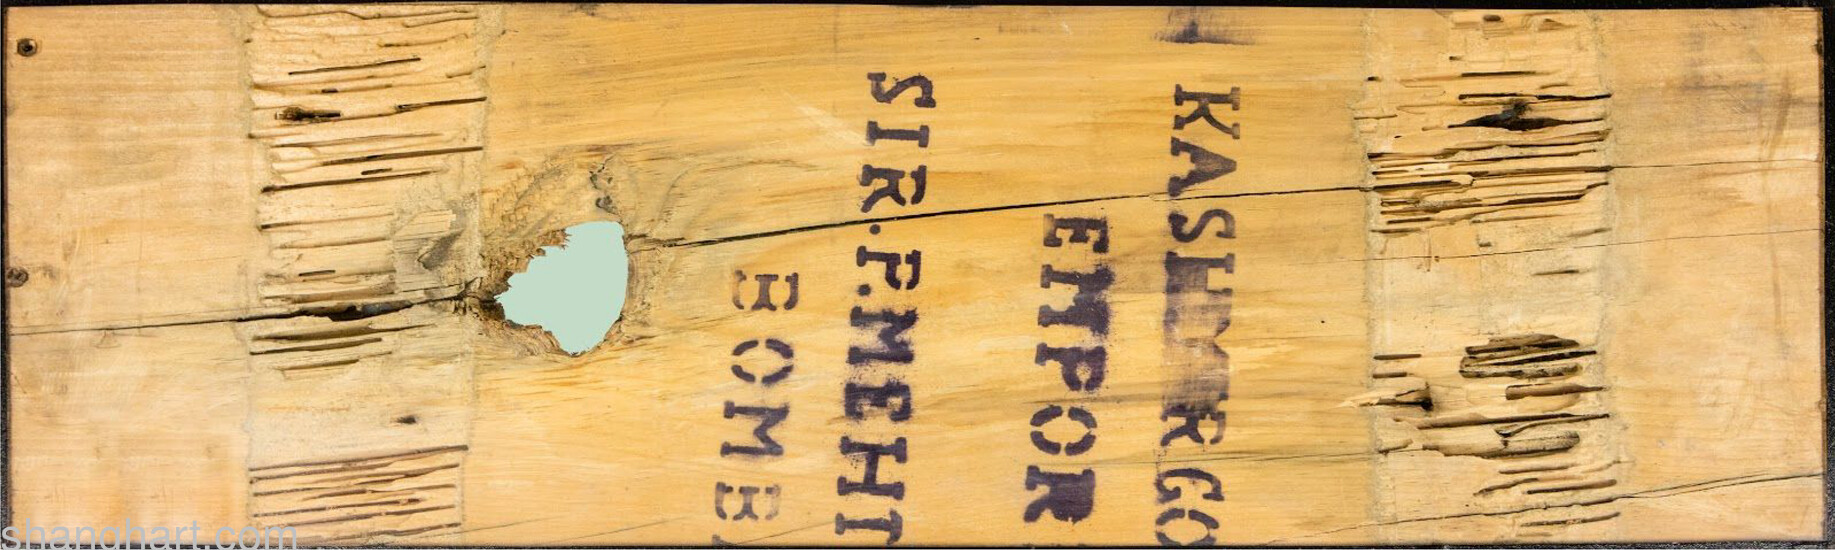 KASHMIR GO
EMPOR
SIR.P.MEHT
BOMB
shanghart.com